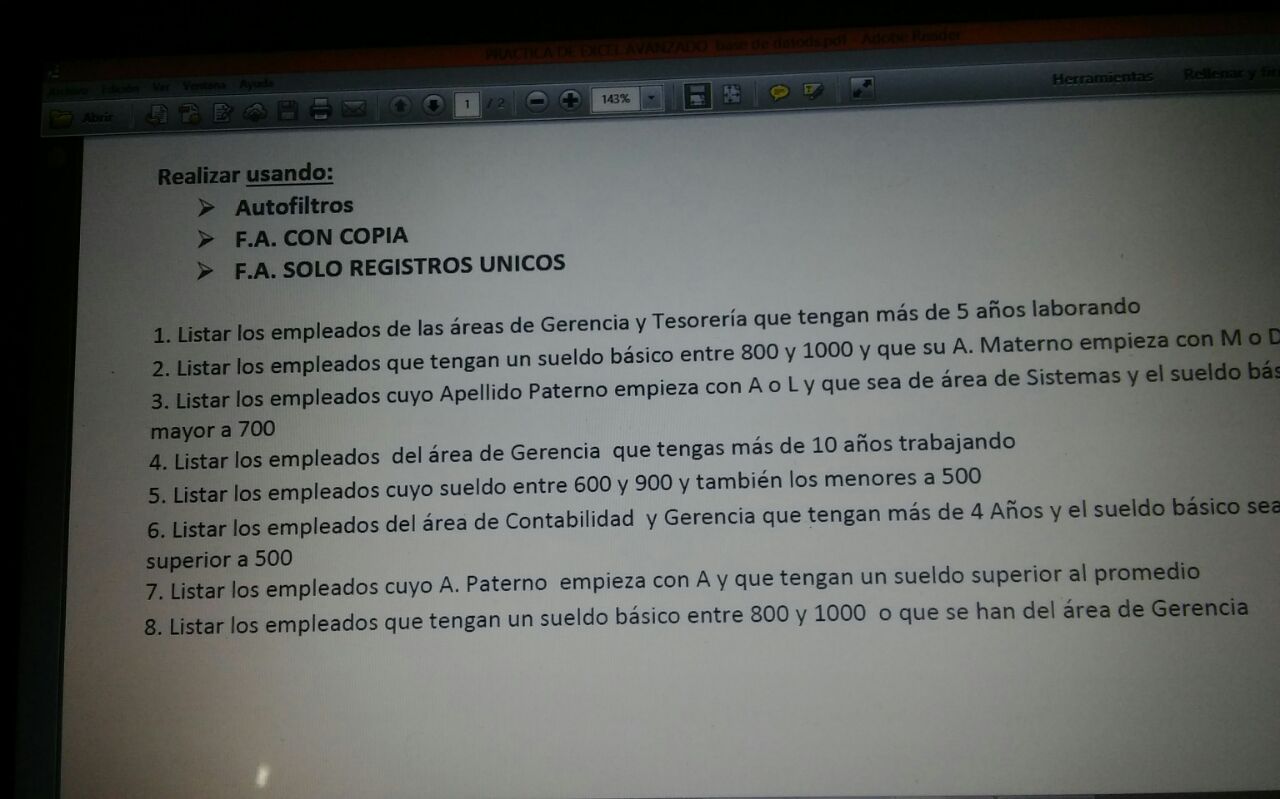 PRACTICA DE EXCEL AVANZADO base de datods.pdf - Adobe Reader
Archivo Edición Ver Ventana Ayuda
Abrir 1 / 2 143% Herramientas Rellenar y fir
Realizar usando:
➢ Autofiltros
➢ F.A. CON COPIA
➢ F.A. SOLO REGISTROS UNICOS
1. Listar los empleados de las áreas de Gerencia y Tesorería que tengan más de 5 años laborando
2. Listar los empleados que tengan un sueldo básico entre 800 y 1000 y que su A. Materno empieza con M o D
3. Listar los empleados cuyo Apellido Paterno empieza con A o L y que sea de área de Sistemas y el sueldo bás
mayor a 700
4. Listar los empleados del área de Gerencia que tengas más de 10 años trabajando
5. Listar los empleados cuyo sueldo entre 600 y 900 y también los menores a 500
6. Listar los empleados del área de Contabilidad y Gerencia que tengan más de 4 Años y el sueldo básico sea
superior a 500
7. Listar los empleados cuyo A. Paterno empieza con A y que tengan un sueldo superior al promedio
8. Listar los empleados que tengan un sueldo básico entre 800 y 1000 o que se han del área de Gerencia